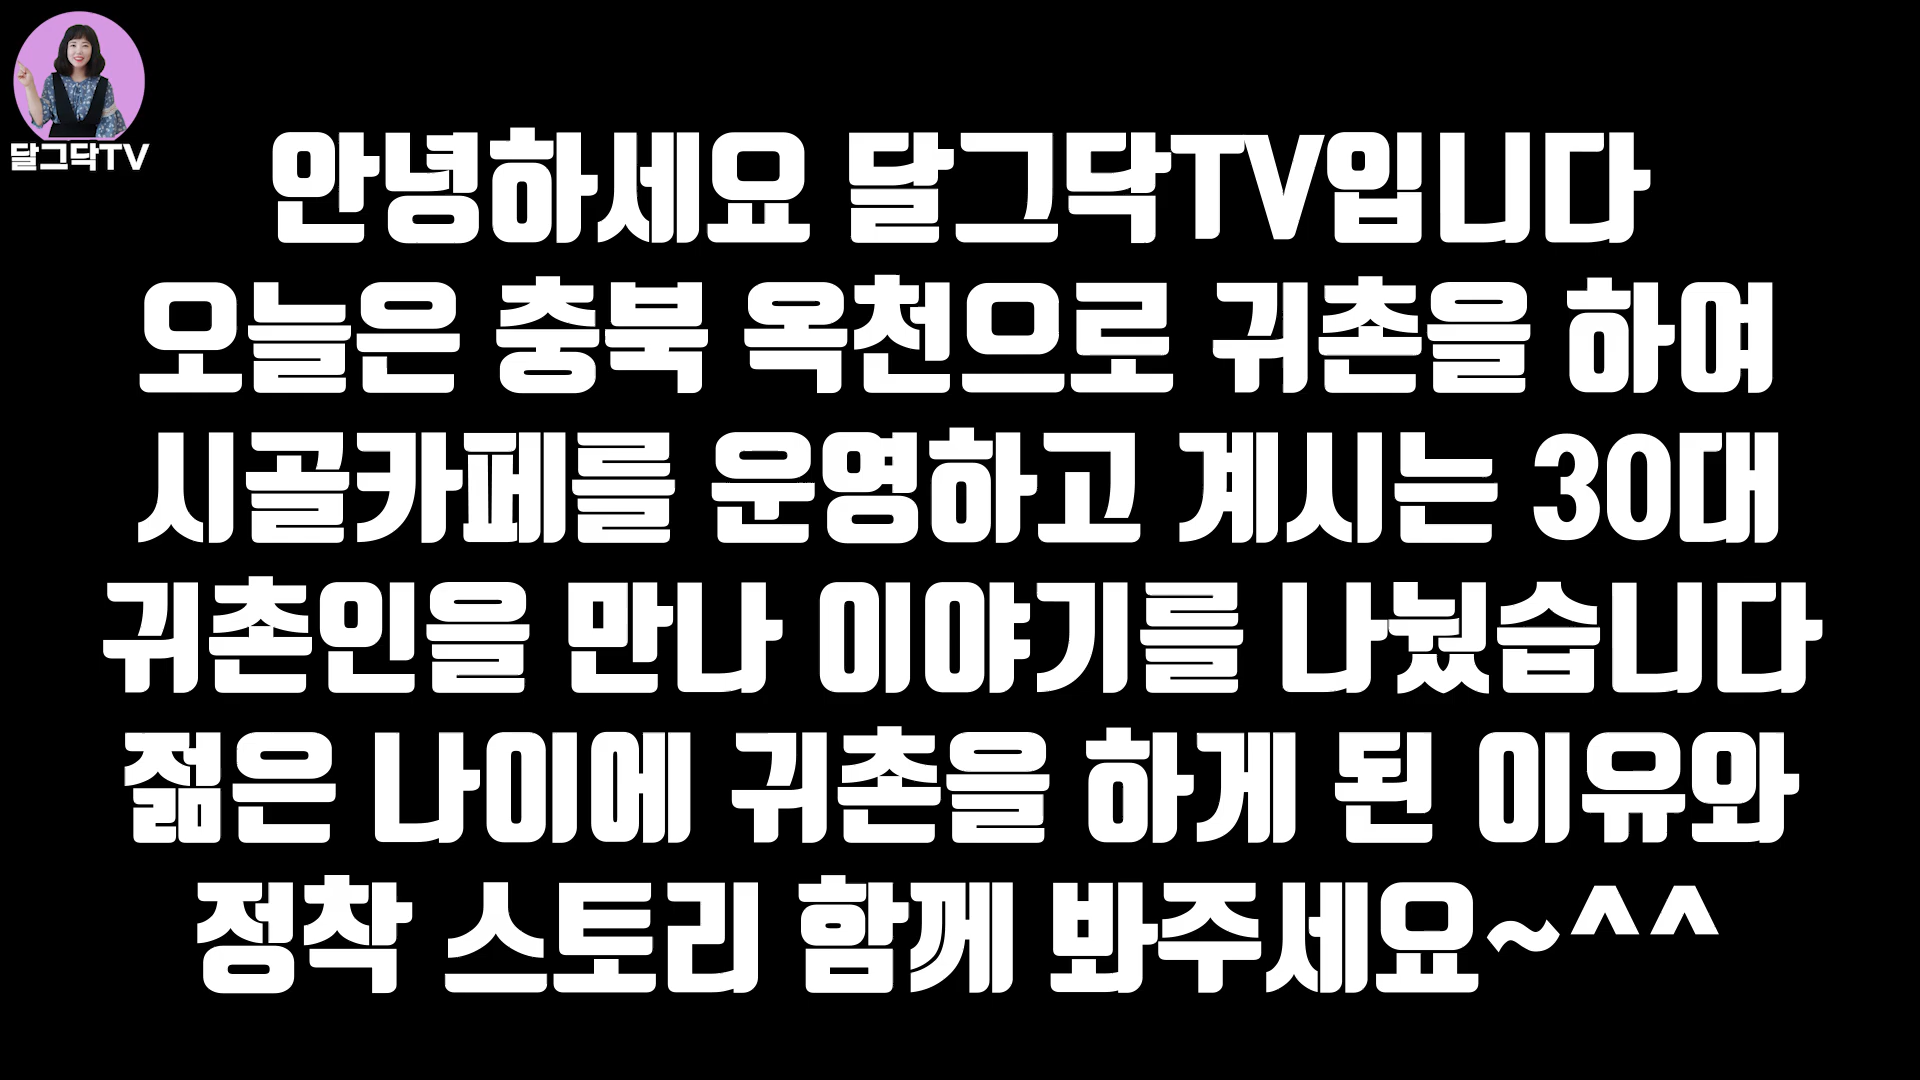 달그닥TV
안녕하세요 달그닥TV입니다
오늘은 충북 옥천으로 귀촌을 하여
시골카페를 운영하고 계시는 30대
귀촌인을 만나 이야기를 나눴습니다
젊은 나이에 귀촌을 하게 된 이유와
정착 스토리 함께 봐주세요~^^